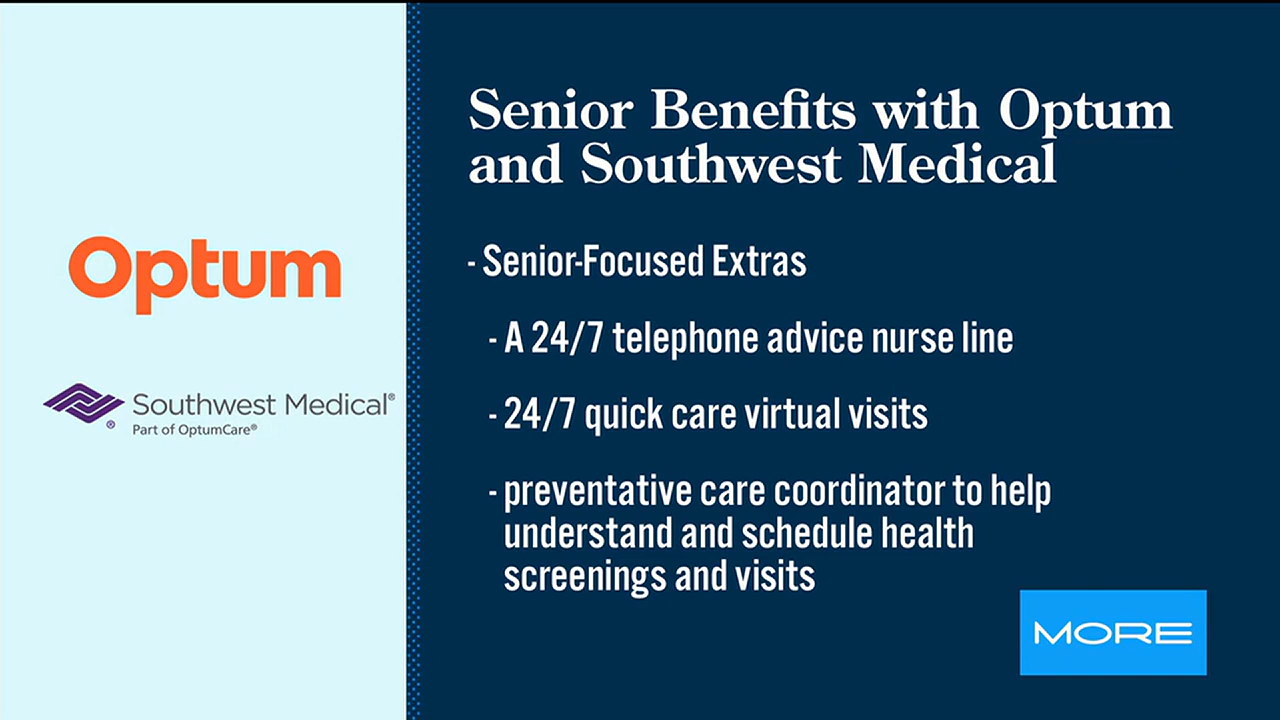 Senior Benefits with Optum
and Southwest Medical
Optum
Southwest Medical®
®
Part of OptumCare®
- Senior-Focused Extras
- A 24/7 telephone advice nurse line
- 24/7 quick care virtual visits
- preventative care coordinator to help
understand and schedule health
screenings and visits
MORE